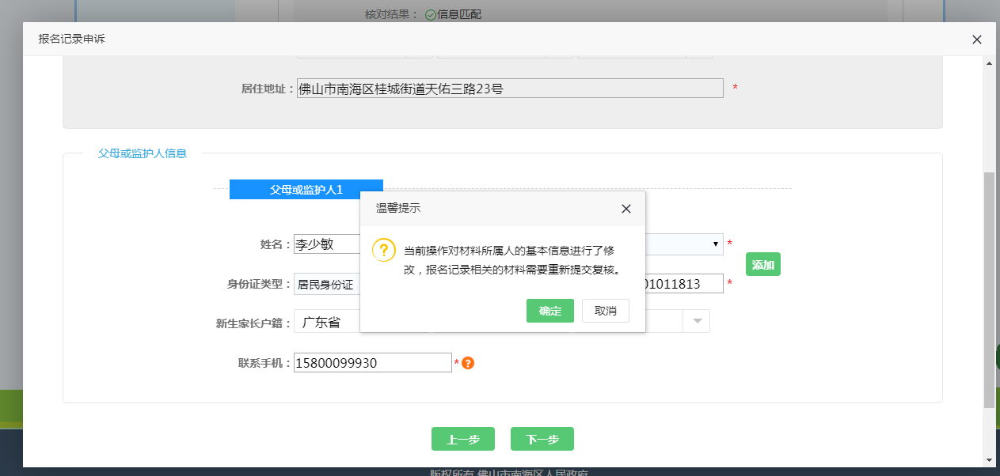 核对结果： 信息匹配
报名记录申诉
居住地址： 佛山市南海区桂城街道天佑三路23号 *
父母或监护人信息
父母或监护人1
温馨提示
当前操作对材料所属人的基本信息进行了修
改，报名记录相关的材料需要重新提交复核。
确定 取消
姓名： 李少敏 *
添加
身份证类型： 居民身份证 01011813 *
新生家长户籍： 广东省
联系手机： 15800099930 * ?
上一步 下一步
版权所有 佛山市南海区人民政府